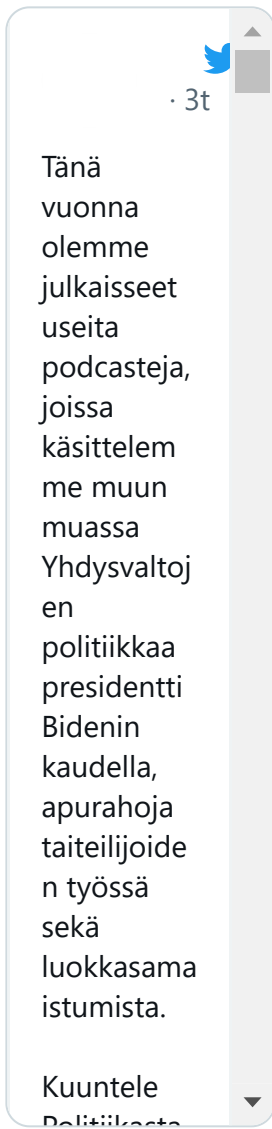 · 3t
Tänä
vuonna
olemme
julkaisseet
useita
podcasteja,
joissa
käsittelem
me muun
muassa
Yhdysvaltoj
en
politiikkaa
presidentti
Bidenin
kaudella,
apurahoja
taiteilijoide
n työssä
sekä
luokkasama
istumista.
Kuuntele
Politiikasta